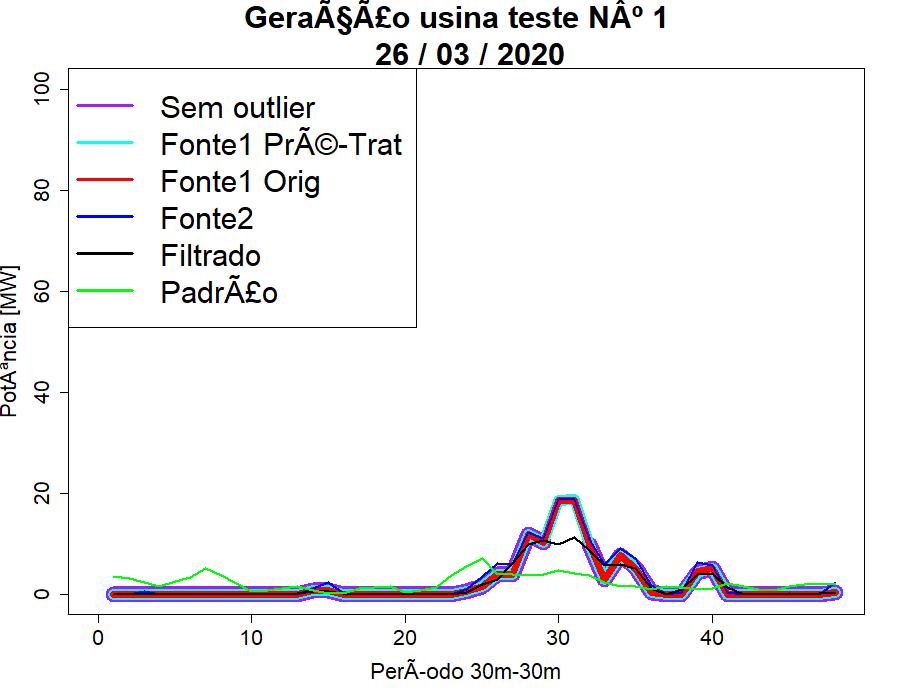 GeraÃ§Ã£o usina teste NÂº 1
26 / 03 / 2020
Sem outlier
Fonte1 PrÃ©-Trat
Fonte1 Orig
Fonte2
Filtrado
PadrÃ£o
PotÃªncia [MW]
100
80
60
40
20
0
0 10 20 30 40
PerÃ-odo 30m-30m